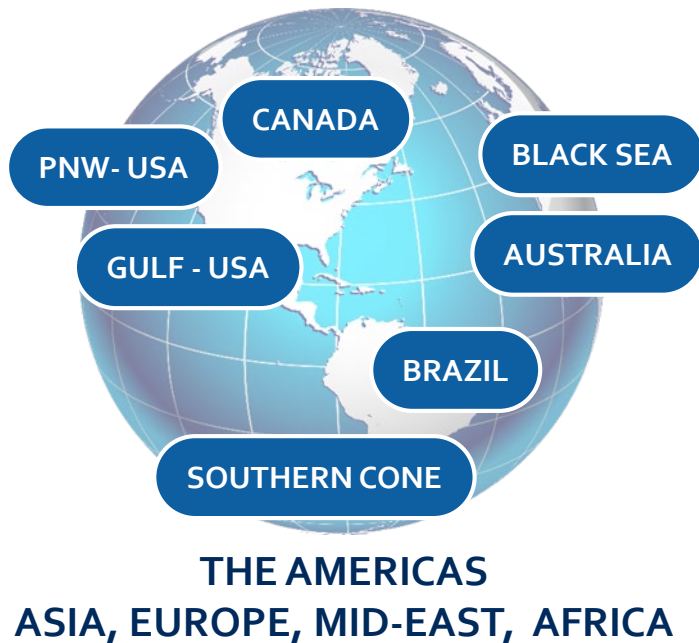 CANADA
PNW- USA
BLACK SEA
GULF - USA
AUSTRALIA
BRAZIL
SOUTHERN CONE
THE AMERICAS
ASIA, EUROPE, MID-EAST, AFRICA